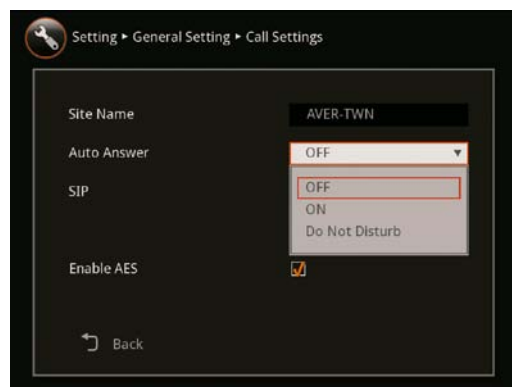 Setting ▸ General Setting ▸ Call Settings
Site Name AVER-TWN
Auto Answer OFF ▼
SIP OFF
ON
Do Not Disturb
Enable AES
Back